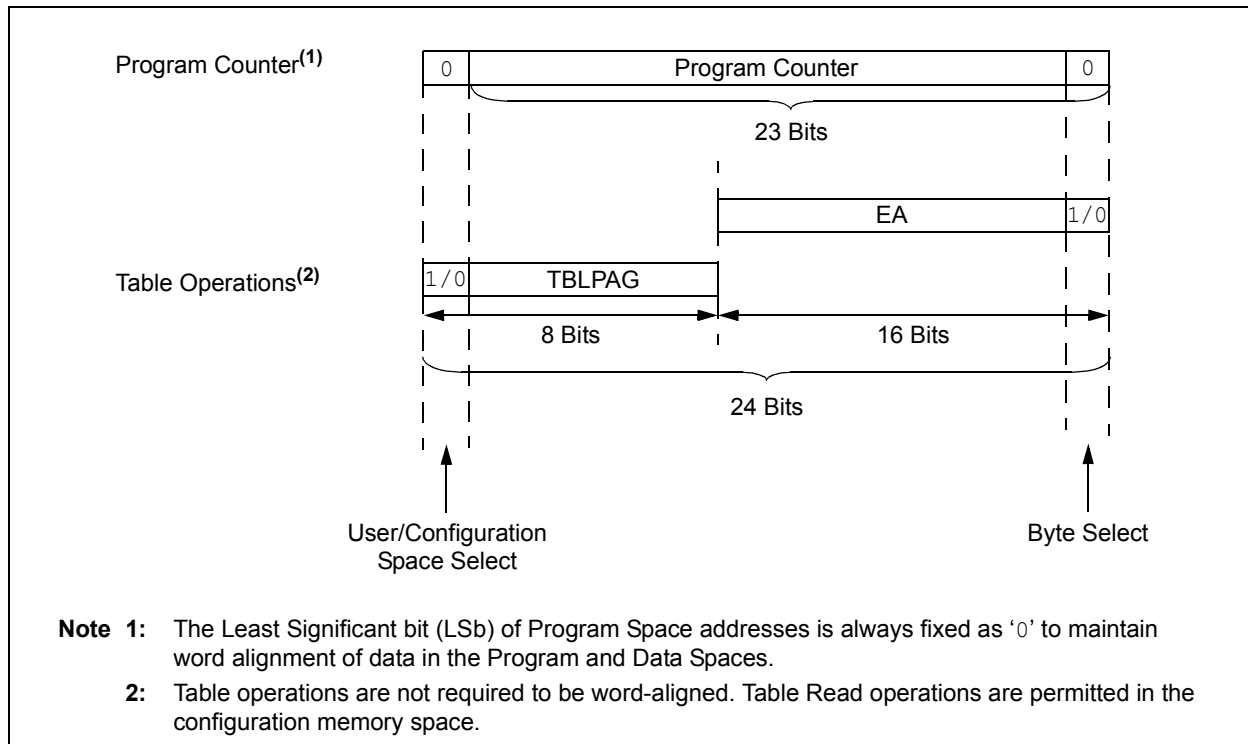 Program Counter(1)
0 Program Counter 0
23 Bits
EA 1/0
Table Operations(2)
1/0 TBLPAG
8 Bits 16 Bits
24 Bits
User/Configuration
Space Select
Byte Select
Note 1: The Least Significant bit (LSb) of Program Space addresses is always fixed as ‘0’ to maintain
word alignment of data in the Program and Data Spaces.
2: Table operations are not required to be word-aligned. Table Read operations are permitted in the
configuration memory space.